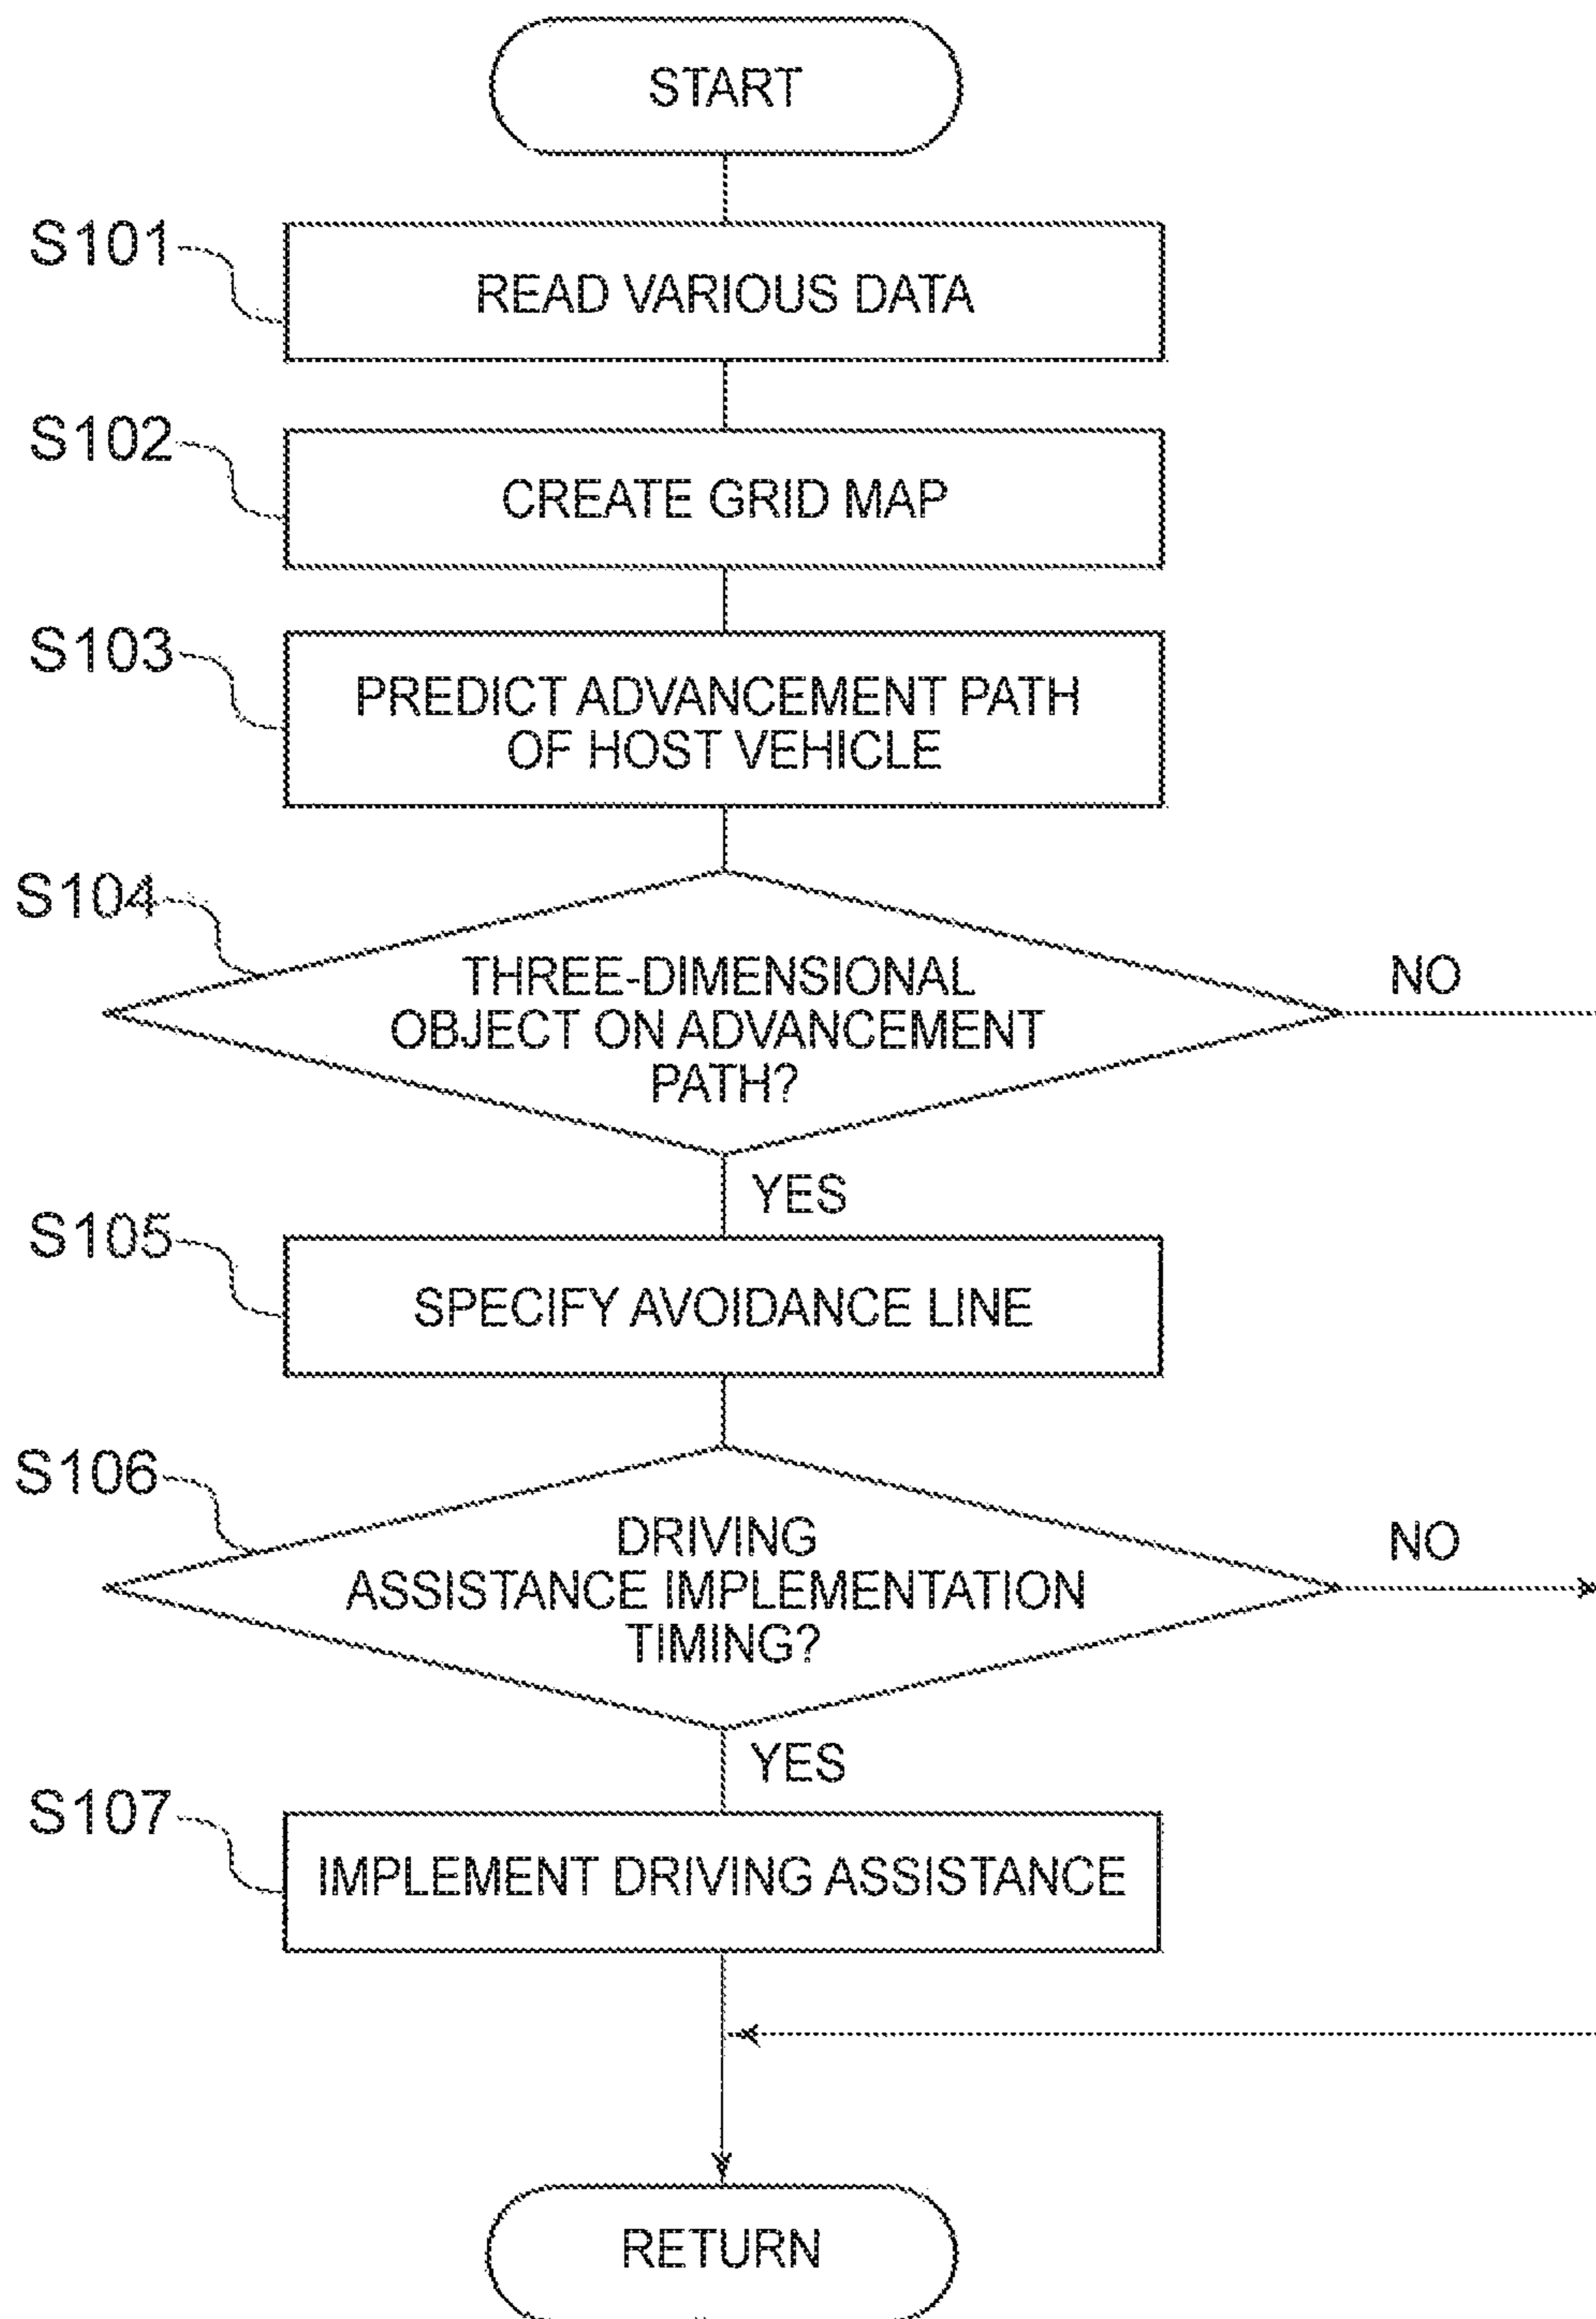 START
S101
READ VARIOUS DATA
S102
CREATE GRID MAP
S103
PREDICT ADVANCEMENT PATH
OF HOST VEHICLE
S104
THREE-DIMENSIONAL
OBJECT ON ADVANCEMENT
PATH?
NO
YES
S105
SPECIFY AVOIDANCE LINE
S106
DRIVING
ASSISTANCE IMPLEMENTATION
TIMING?
NO
YES
S107
IMPLEMENT DRIVING ASSISTANCE
RETURN